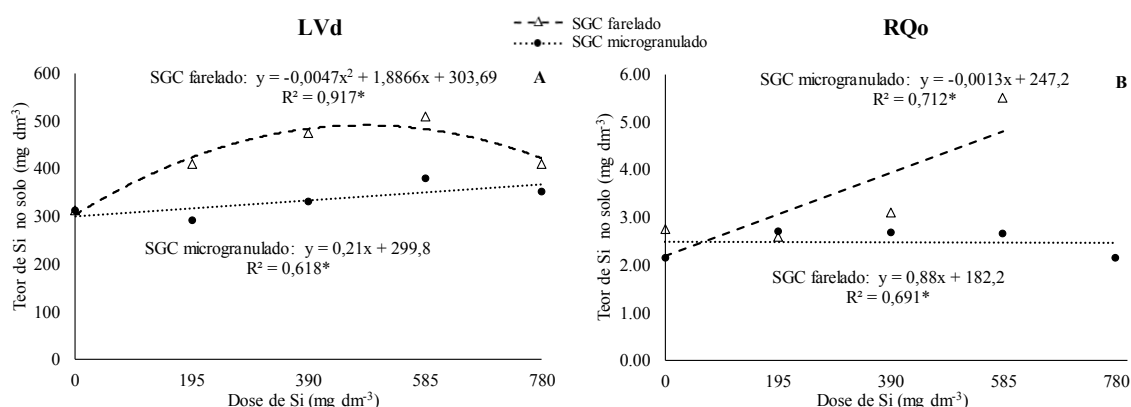 LVd
SGC farelado
SGC microgranulado
RQo
Teor de Si no solo (mg dm-3)
600
500
400
300
200
100
0
SGC farelado: y = -0,0047x² + 1,8866x + 303,69
R² = 0,917*
A
SGC microgranulado: y = 0,21x + 299,8
R² = 0,618*
0
195
390
585
780
Dose de Si (mg dm-3)
Teor de Si no solo (mg dm-3)
6.00
5.00
4.00
3.00
2.00
1.00
0.00
SGC microgranulado: y = -0,0013x + 247,2
R² = 0,712*
B
SGC farelado: y = 0,88x + 182,2
R² = 0,691*
0
195
390
585
780
Dose de Si (mg dm-3)